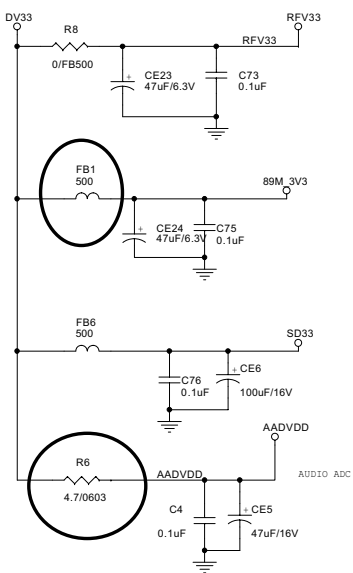 DV33
RFV33
R8
RFV33
0/FB500
+
CE23
47uF/6.3V
C73
0.1uF
FB1
500
89M_3V3
+
CE24
47uF/6.3V
C75
0.1uF
FB6
500
SD33
C76
0.1uF
+
CE6
100uF/16V
AADVDD
R6
AADVDD
AUDIO ADC
4.7/0603
C4
0.1uF
+
CE5
47uF/16V